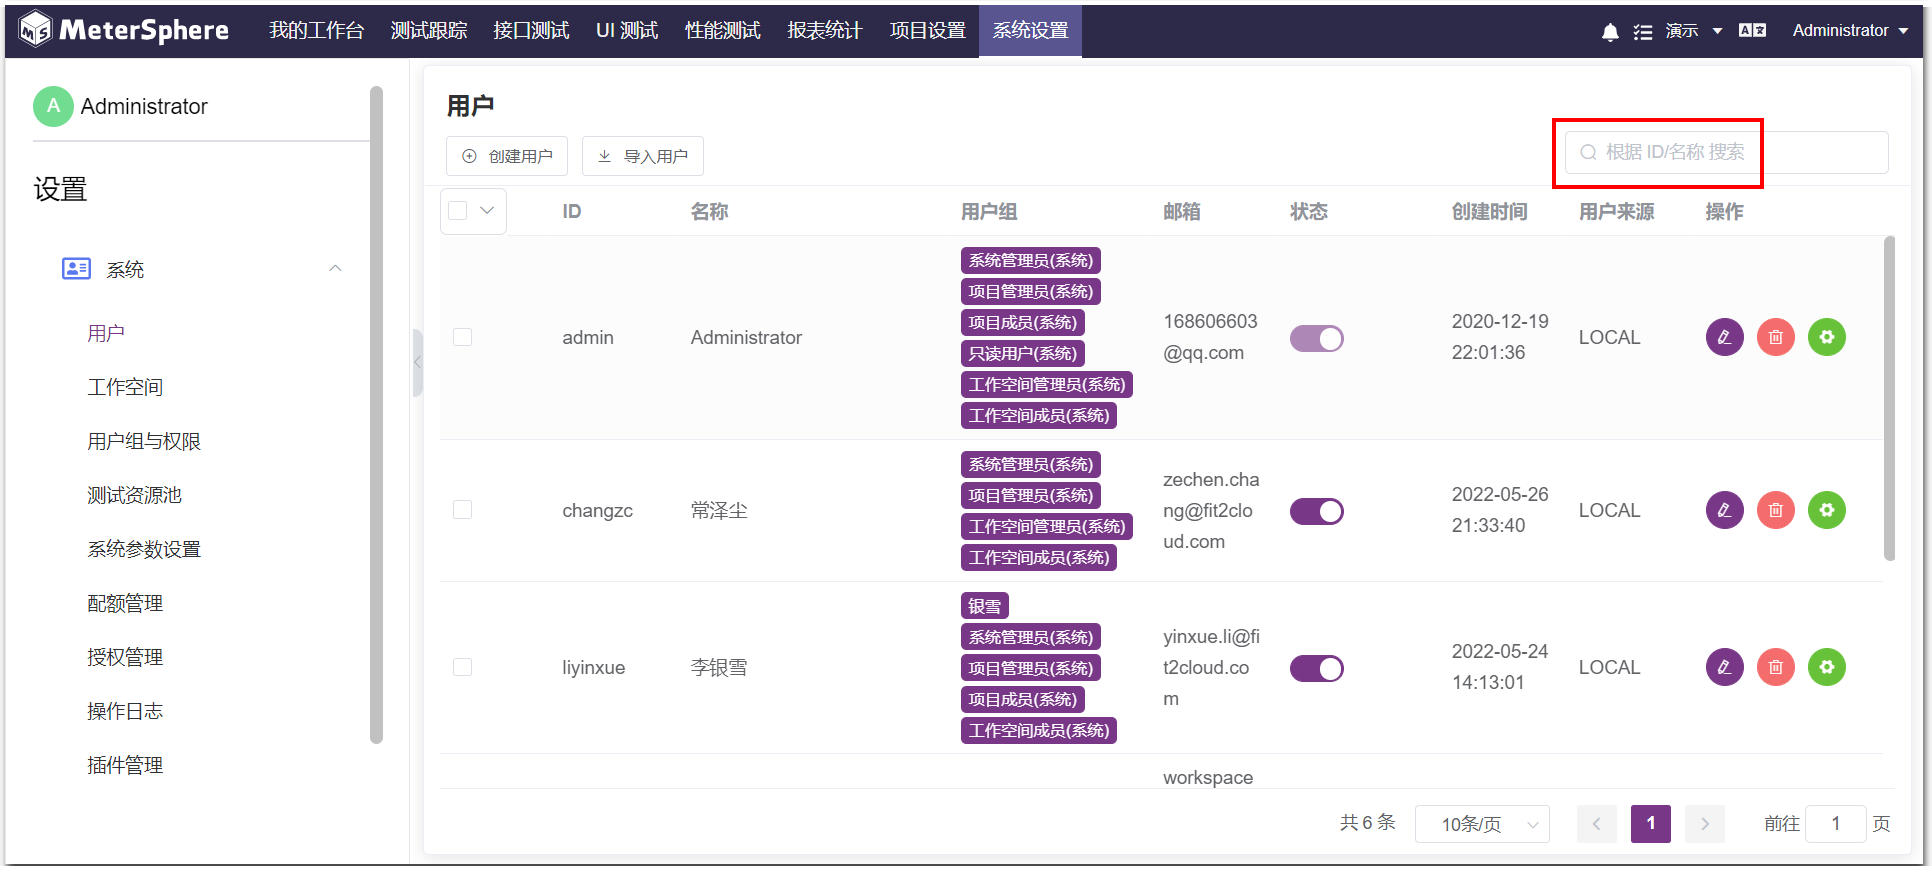 MeterSphere 我的工作台 测试跟踪 接口测试 UI 测试 性能测试 报表统计 项目设置 系统设置 演示 Administrator
A Administrator
设置
系统
用户
工作空间
用户组与权限
测试资源池
系统参数设置
配额管理
授权管理
操作日志
插件管理
用户
创建用户 导入用户 根据 ID/名称 搜索
ID 名称 用户组 邮箱 状态 创建时间 用户来源 操作
admin Administrator
系统管理员(系统)
项目管理员(系统)
项目成员(系统)
只读用户(系统)
工作空间管理员(系统)
工作空间成员(系统)
168606603
@qq.com
2020-12-19
22:01:36
LOCAL
changzc 常泽尘
系统管理员(系统)
项目管理员(系统)
工作空间管理员(系统)
工作空间成员(系统)
zechen.cha
ng@fit2clo
ud.com
2022-05-26
21:33:40
LOCAL
liyinxue 李银雪
银雪
系统管理员(系统)
项目管理员(系统)
项目成员(系统)
工作空间成员(系统)
yinxue.li@fi
t2cloud.co
m
2022-05-24
14:13:01
LOCAL
workspace
共 6 条 10条/页 1 前往 1 页